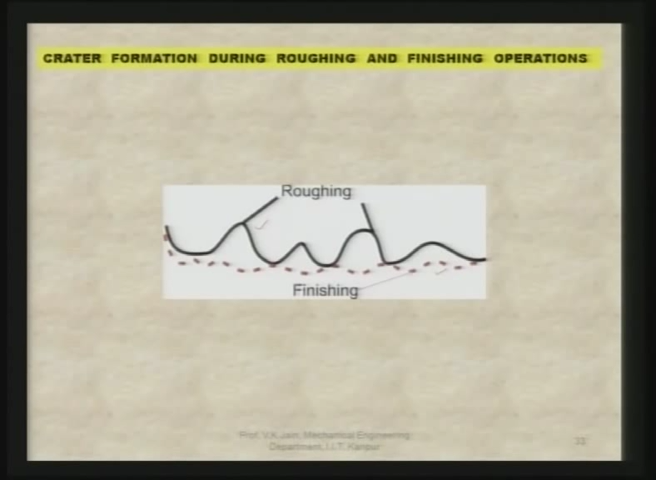 CRATER FORMATION DURING ROUGHING AND FINISHING OPERATIONS
Roughing
Finishing
Prof. V.K.Jain, Mechanical Engineering
Department, I.I.T. Kanpur